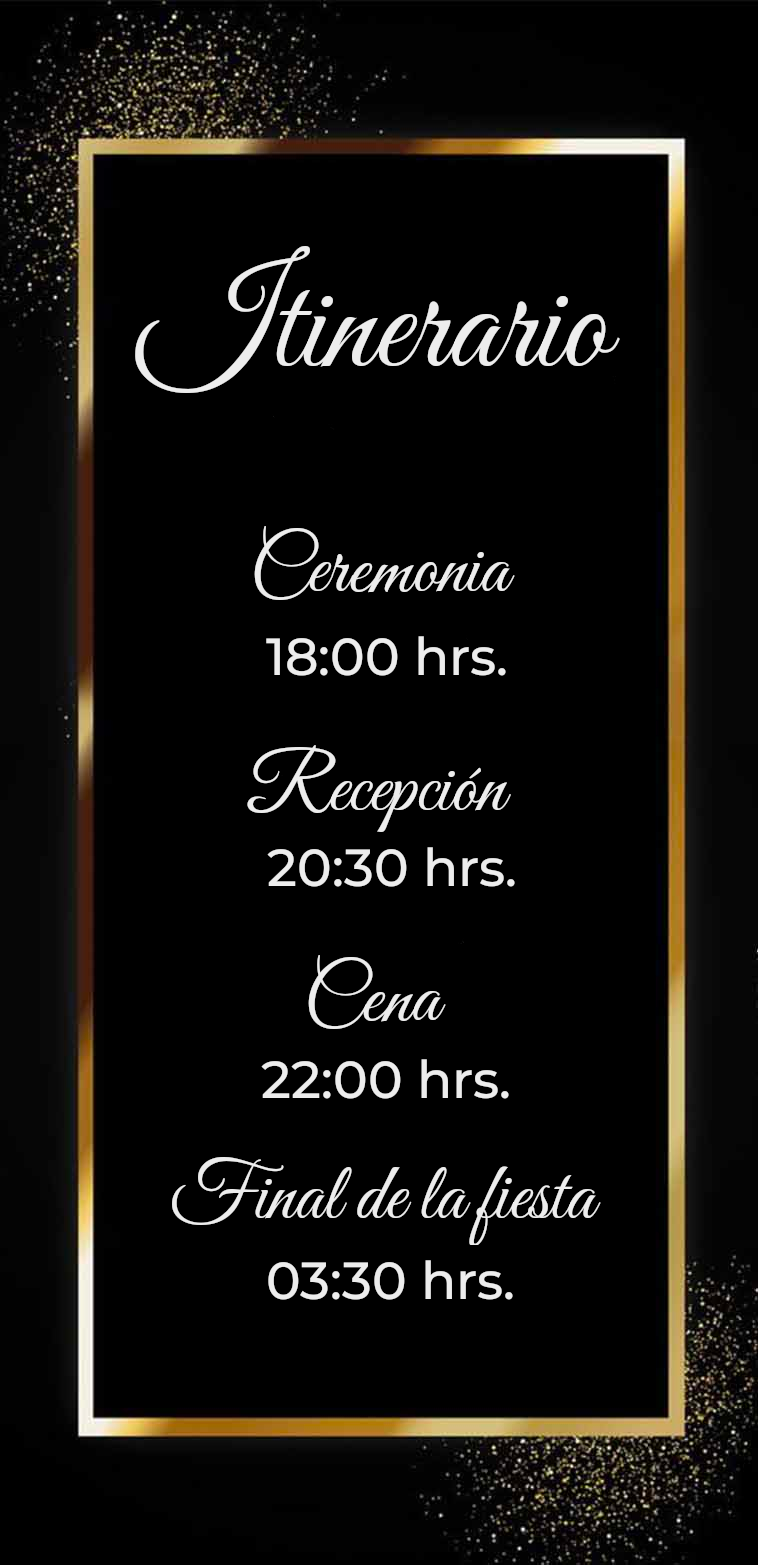 Itinerario
Ceremonia
18:00 hrs.
Recepción
20:30 hrs.
Cena
22:00 hrs.
Final de la fiesta
03:30 hrs.